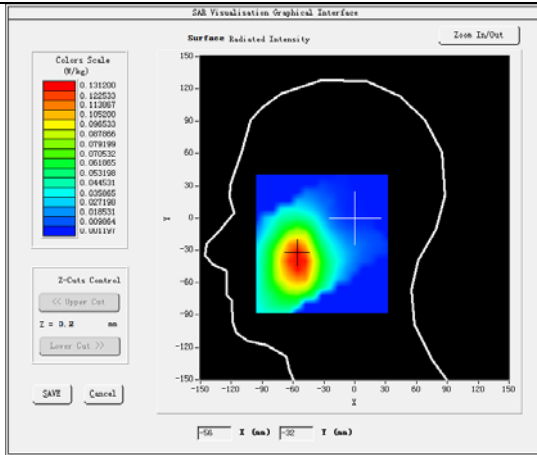 SAR Visualisation Graphical Interface
Surface Radiated Intensity
Zoom In/Out
Colors Scale
(W/kg)
0.131200
0.122533
0.113867
0.105200
0.096533
0.087866
0.079199
0.070532
0.061865
0.053198
0.044531
0.035865
0.027198
0.018531
0.009864
0.001197
Z-Cuts Control
<< Upper Cut
Z = 3.2 mm
Lower Cut >>
SAVE
Cancel
150
120
90
60
30
Y
0
-30
-60
-90
-120
-150
-150 -120 -90 -60 -30 0 30 60 90 120 150
X
-56 X (mm) -32 Y (mm)